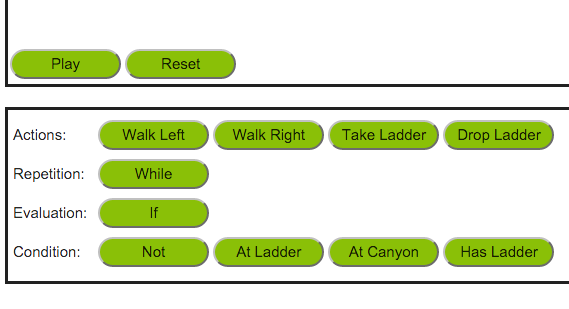 Play Reset
Actions: Walk Left Walk Right Take Ladder Drop Ladder
Repetition: While
Evaluation: If
Condition: Not At Ladder At Canyon Has Ladder